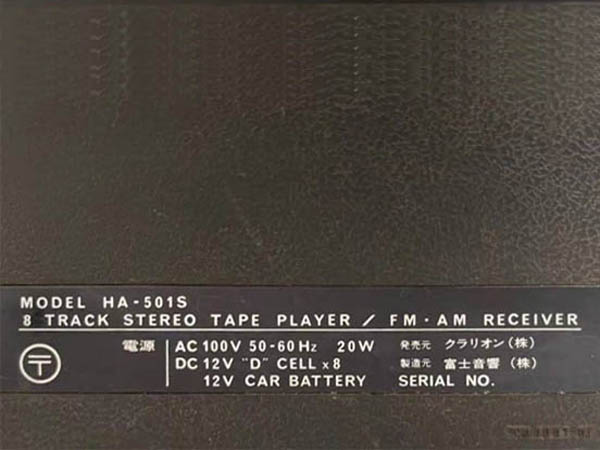 MODEL HA-501S
8 TRACK STEREO TAPE PLAYER / FM・AM RECEIVER
〒 電源 AC 100V 50-60Hz 20W 発売元 クラリオン(株)
DC 12V "D" CELL x 8 製造元 富士音響 (株)
12V CAR BATTERY SERIAL NO.